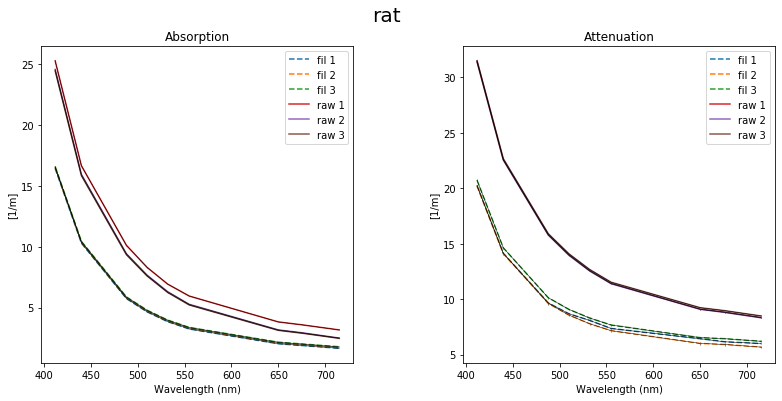 rat
Absorption
25
20
15
10
5
[1/m]
400 450 500 550 600 650 700
Wavelength (nm)
fil 1
fil 2
fil 3
raw 1
raw 2
raw 3
Attenuation
30
25
20
15
10
5
[1/m]
400 450 500 550 600 650 700
Wavelength (nm)
fil 1
fil 2
fil 3
raw 1
raw 2
raw 3